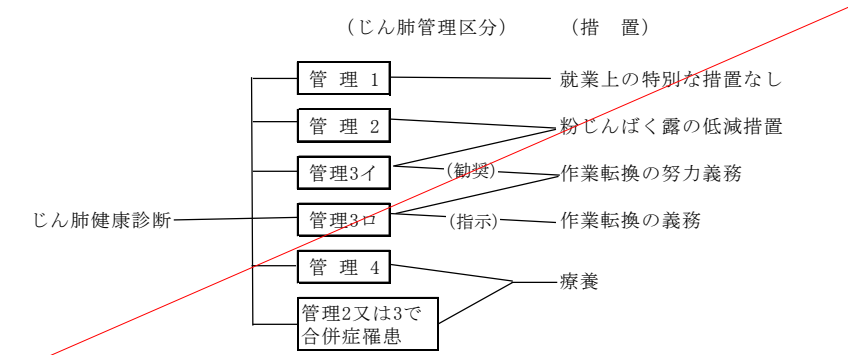 (じん肺管理区分) (措 置)
管 理 1 就業上の特別な措置なし
管 理 2 粉じんばく露の低減措置
管理3イ (勧奨) 作業転換の努力義務
じん肺健康診断 管理3ロ (指示) 作業転換の義務
管 理 4 療養
管理2又は3で
合併症罹患